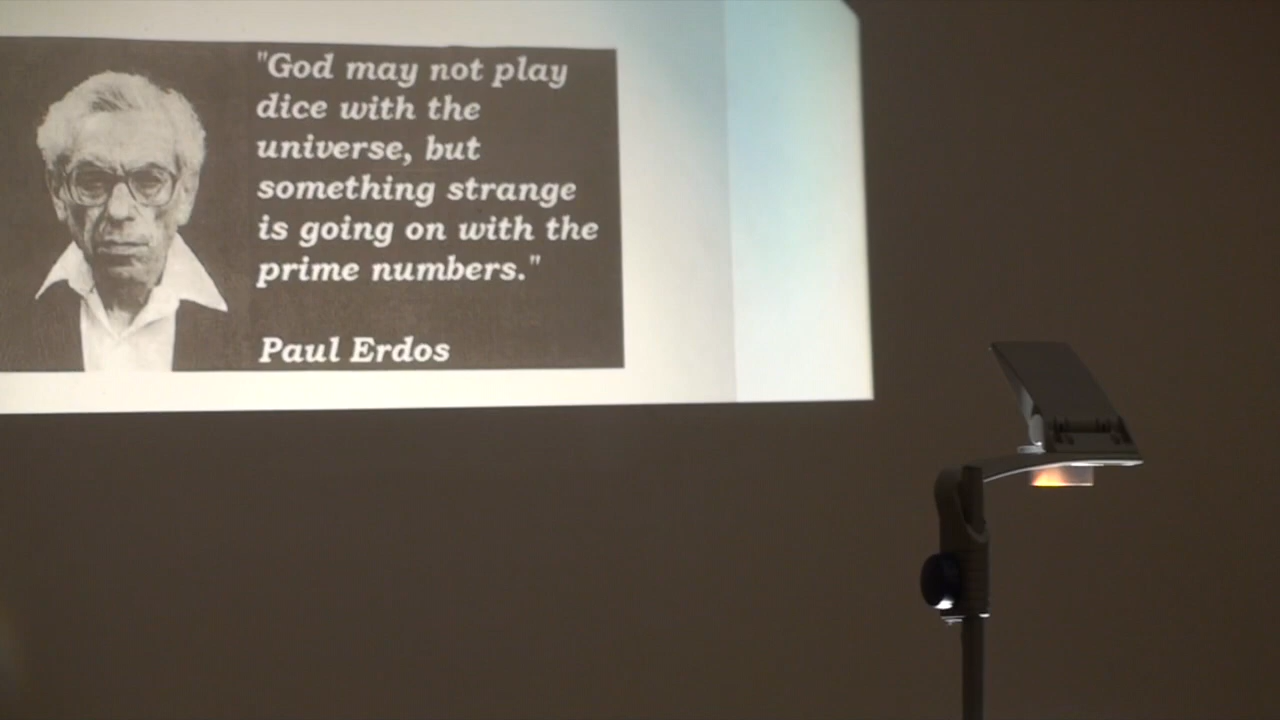 "God may not play
dice with the
universe, but
something strange
is going on with the
prime numbers."
Paul Erdos